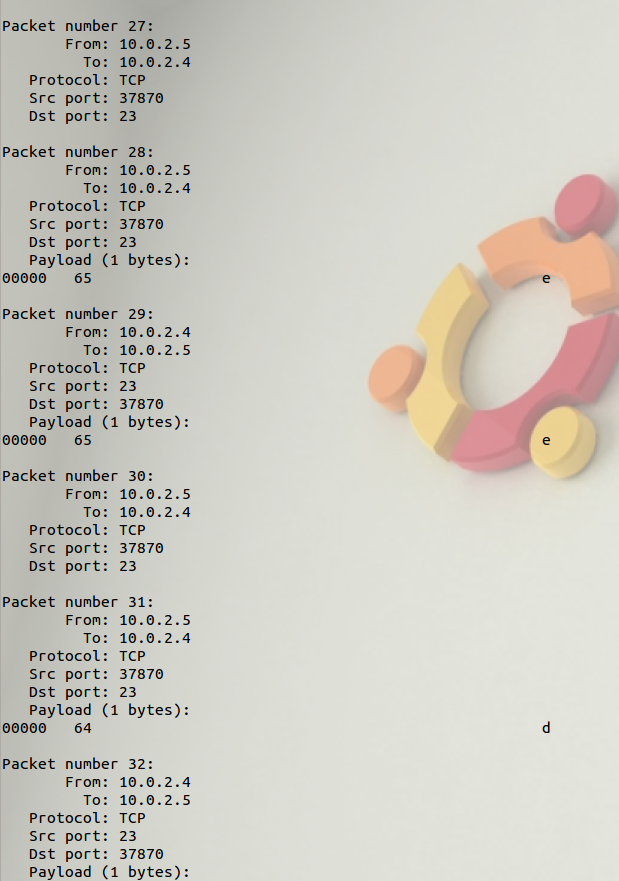 Packet number 27:
From: 10.0.2.5
To: 10.0.2.4
Protocol: TCP
Src port: 37870
Dst port: 23
Packet number 28:
From: 10.0.2.5
To: 10.0.2.4
Protocol: TCP
Src port: 37870
Dst port: 23
Payload (1 bytes):
00000 65 e
Packet number 29:
From: 10.0.2.4
To: 10.0.2.5
Protocol: TCP
Src port: 23
Dst port: 37870
Payload (1 bytes):
00000 65 e
Packet number 30:
From: 10.0.2.5
To: 10.0.2.4
Protocol: TCP
Src port: 37870
Dst port: 23
Packet number 31:
From: 10.0.2.5
To: 10.0.2.4
Protocol: TCP
Src port: 37870
Dst port: 23
Payload (1 bytes):
00000 64 d
Packet number 32:
From: 10.0.2.4
To: 10.0.2.5
Protocol: TCP
Src port: 23
Dst port: 37870
Payload (1 bytes):